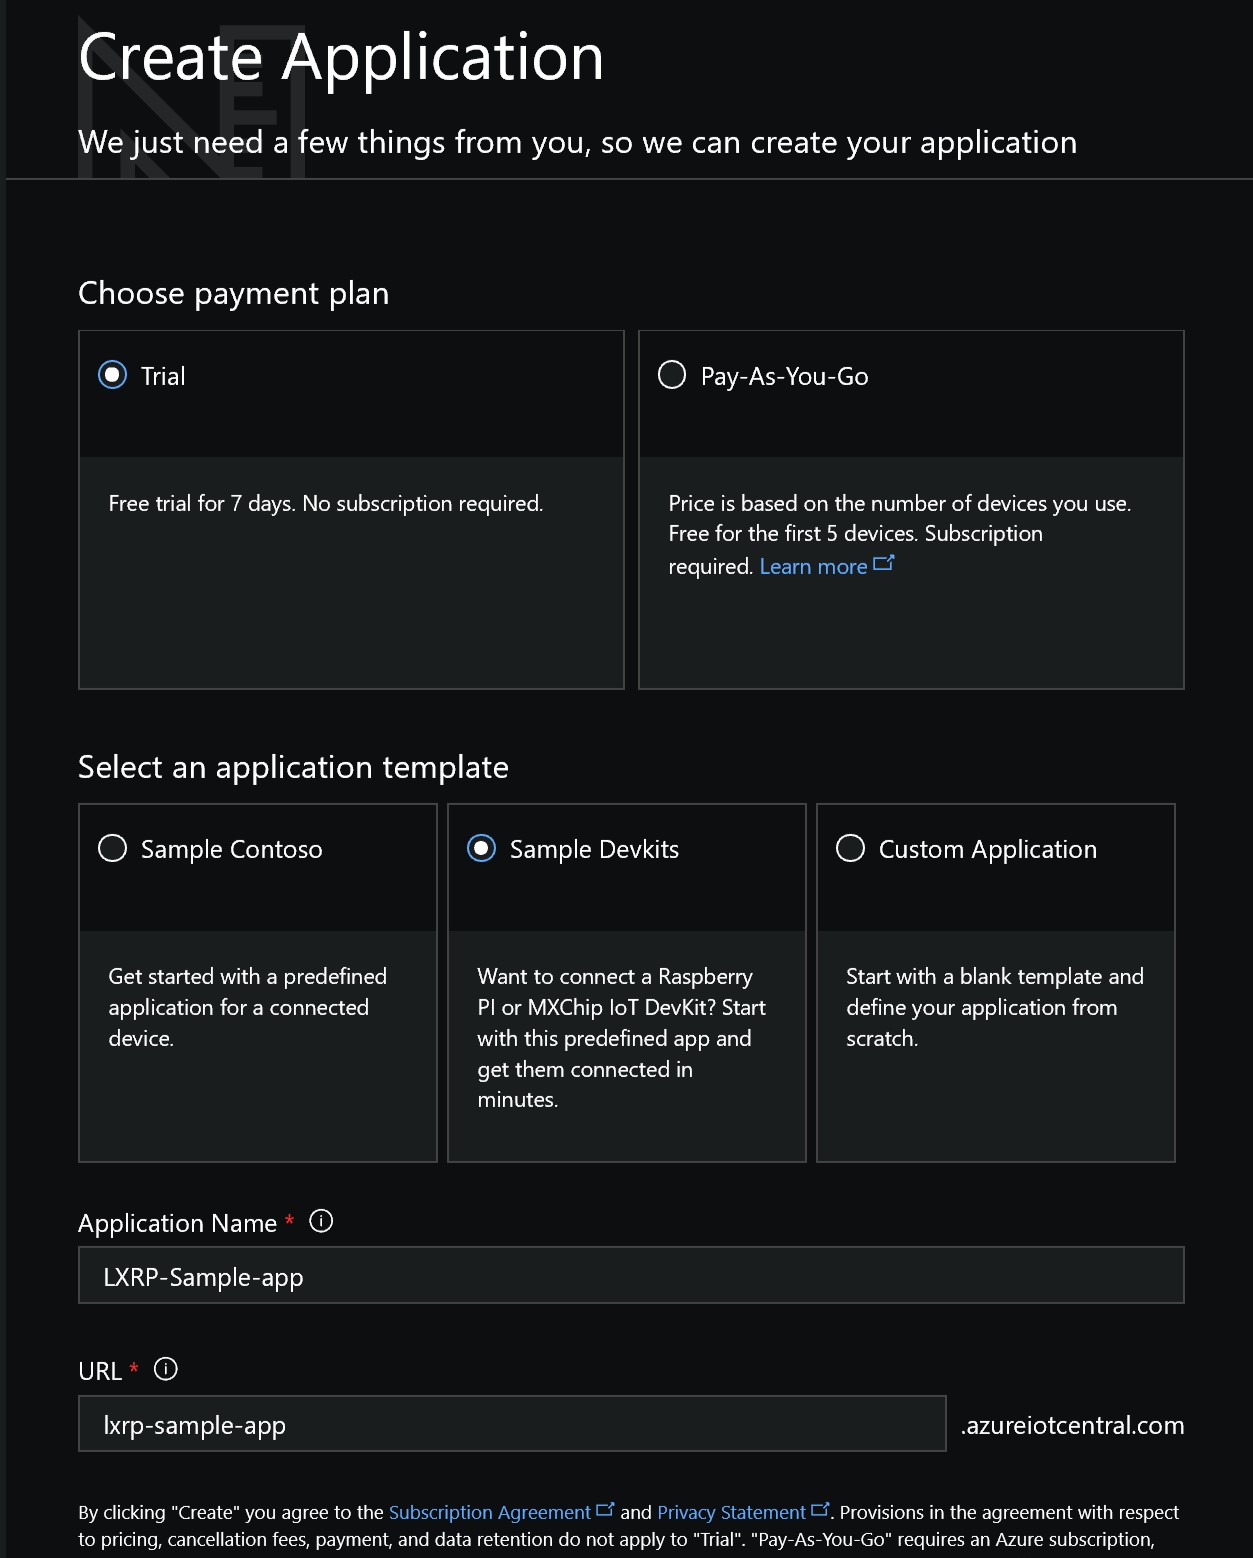 Create Application
We just need a few things from you, so we can create your application
Choose payment plan
Trial
Free trial for 7 days. No subscription required.
Pay-As-You-Go
Price is based on the number of devices you use.
Free for the first 5 devices. Subscription
required. Learn more
Select an application template
Sample Contoso
Get started with a predefined
application for a connected
device.
Sample Devkits
Want to connect a Raspberry
PI or MXChip IoT DevKit? Start
with this predefined app and
get them connected in
minutes.
Custom Application
Start with a blank template and
define your application from
scratch.
Application Name *
LXRP-Sample-app
URL *
lxrp-sample-app .azureiotcentral.com
By clicking "Create" you agree to the Subscription Agreement and Privacy Statement. Provisions in the agreement with respect
to pricing, cancellation fees, payment, and data retention do not apply to "Trial". "Pay-As-You-Go" requires an Azure subscription,